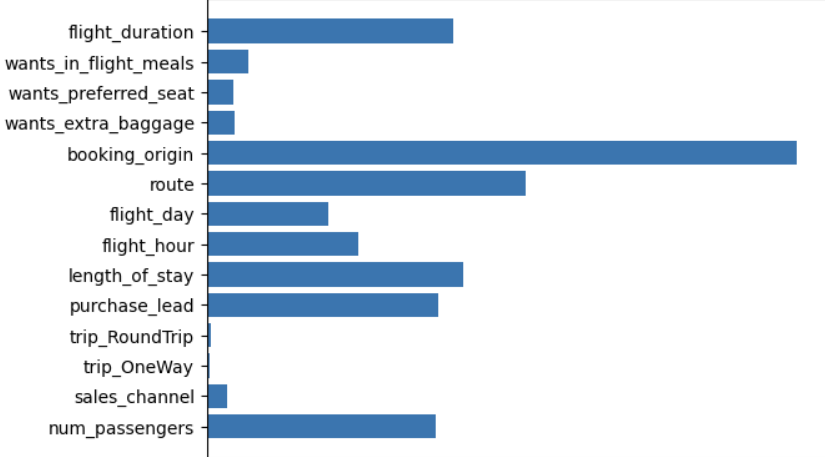 flight_duration
wants_in_flight_meals
wants_preferred_seat
wants_extra_baggage
booking_origin
route
flight_day
flight_hour
length_of_stay
purchase_lead
trip_RoundTrip
trip_OneWay
sales_channel
num_passengers